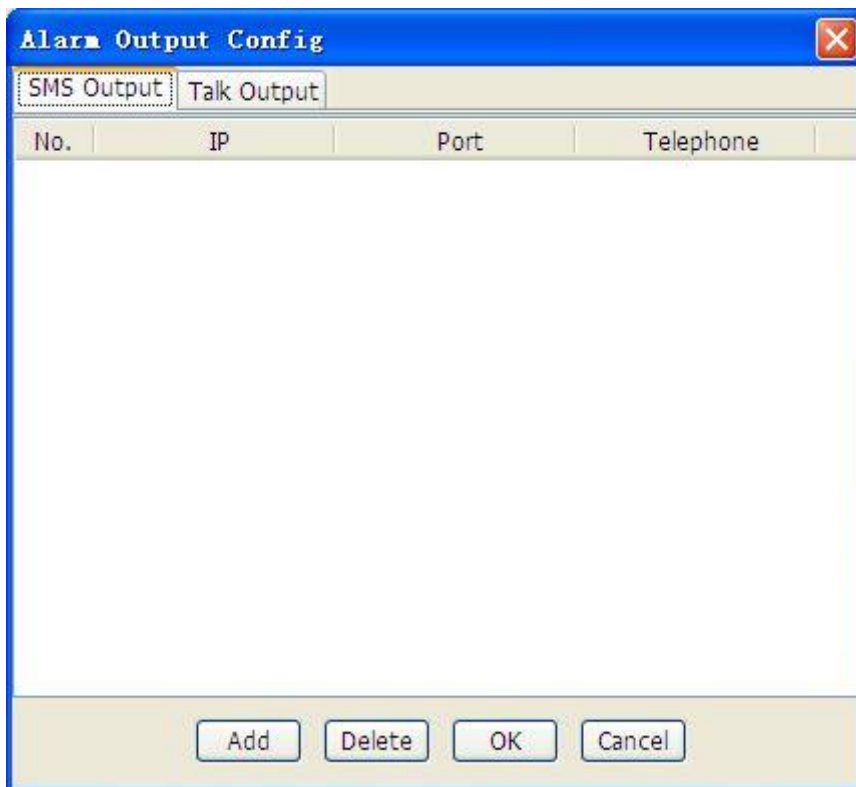 Alarm Output Config
SMS Output Talk Output
No. IP Port Telephone
Add Delete OK Cancel